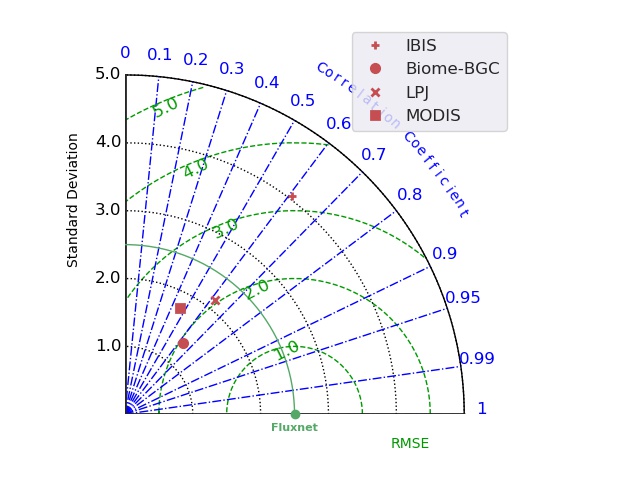 IBIS
Biome-BGC
LPJ
MODIS
Correlation Coefficient
0
0.1
0.2
0.3
0.4
0.5
0.6
0.7
0.8
0.9
0.95
0.99
1
Standard Deviation
5.0
4.0
3.0
2.0
1.0
5.0
4.0
3.0
2.0
1.0
Fluxnet
RMSE